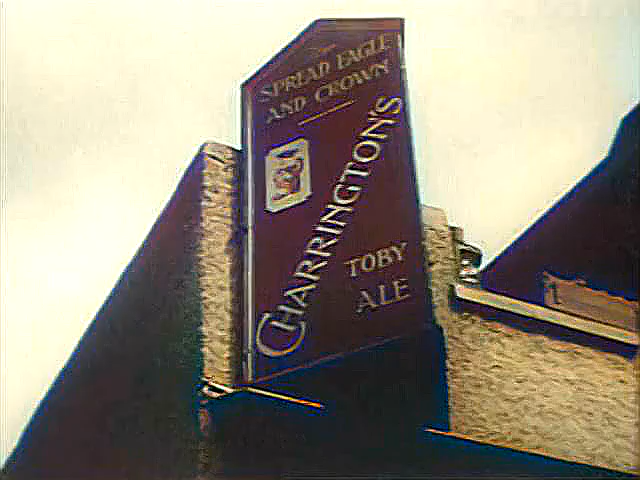 The
SPREAD EAGLE
AND CROWN
CHARRINGTON'S
TOBY
ALE